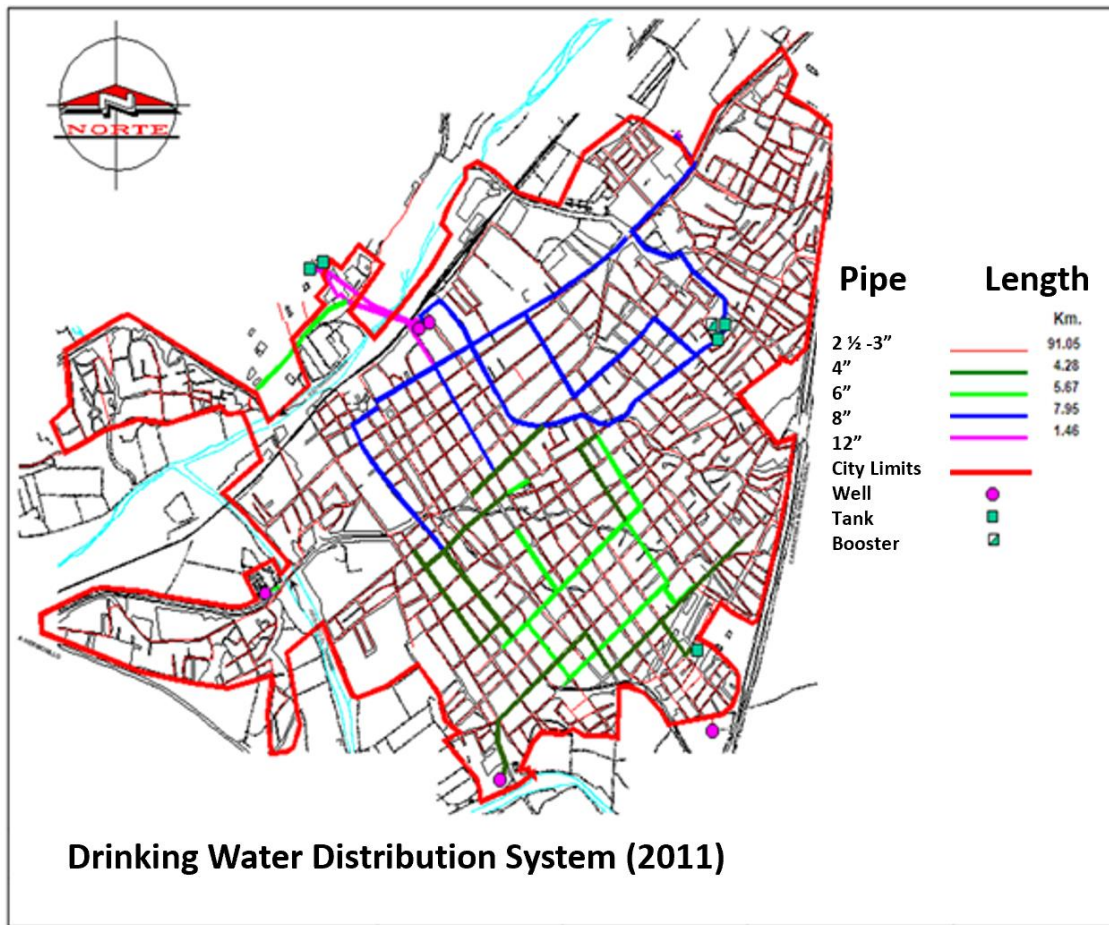 NORTE
Pipe Length
Km.
2 ½ -3” 91.05
4” 4.28
6” 5.67
8” 7.95
12” 1.46
City Limits
Well
Tank
Booster
Drinking Water Distribution System (2011)